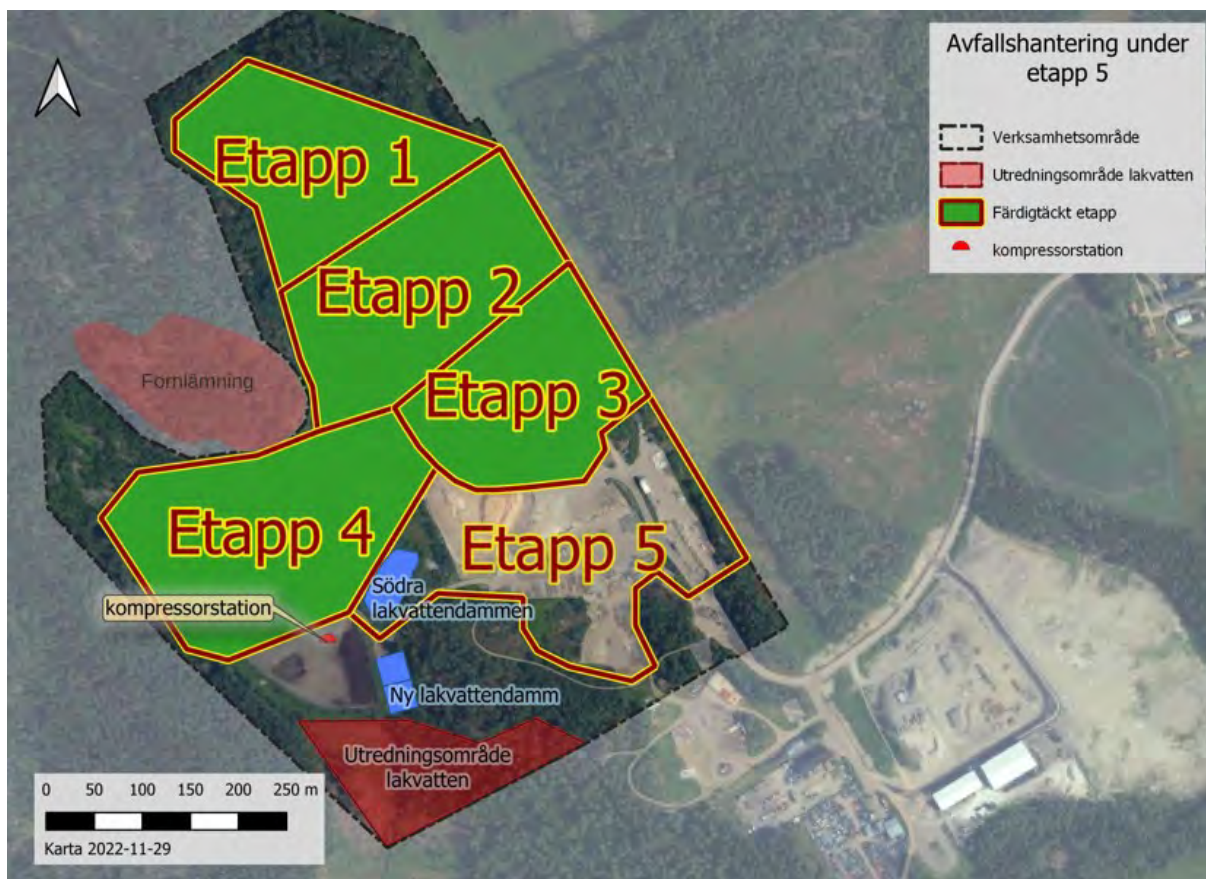 Avfallshantering under
etapp 5
Verksamhetsområde
Utredningsområde lakvatten
Färdigtäckt etapp
kompressorstation
Etapp 1
Etapp 2
Fornlämning
Etapp 3
Etapp 4
Etapp 5
Södra
lakvattendammen
kompressorstation
Ny lakvattendamm
Utredningsområde
lakvatten
0 50 100 150 200 250 m
Karta 2022-11-29